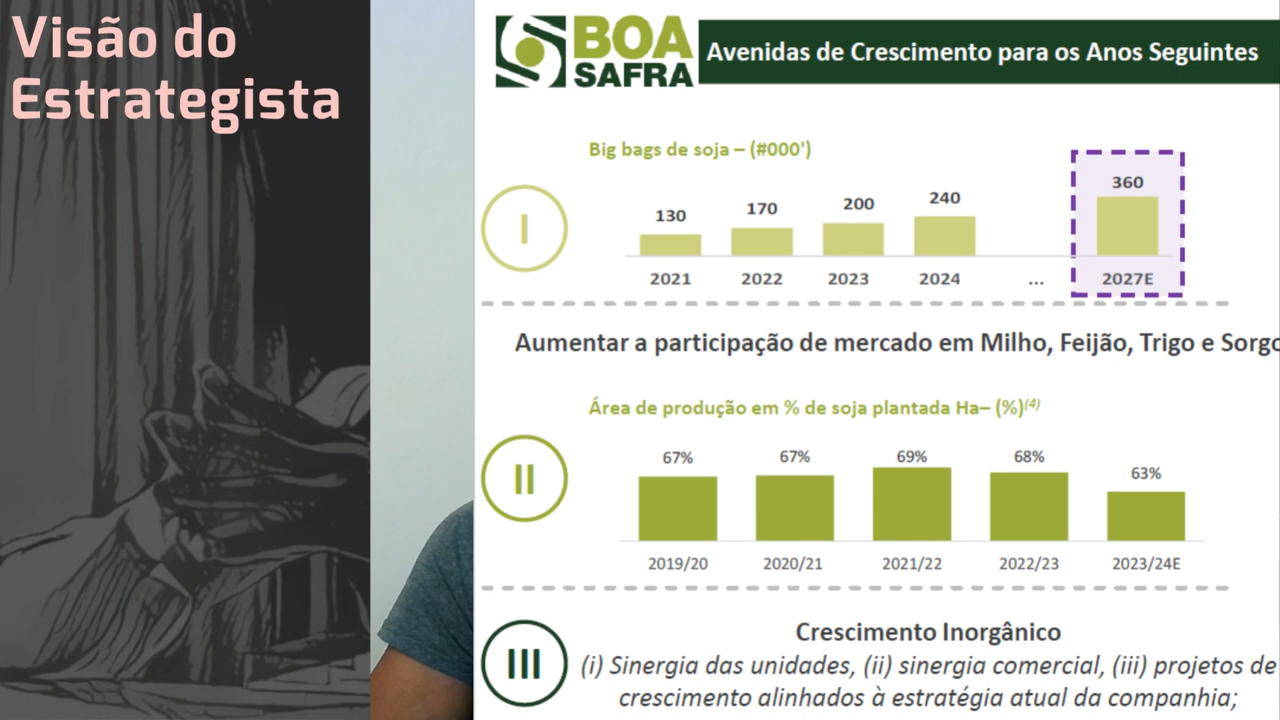 Visão do
Estrategista
BOA
SAFRA
Avenidas de Crescimento para os Anos Seguintes
Big bags de soja – (#000')
I
130
170
200
240
360
2021
2022
2023
2024
...
2027E
Aumentar a participação de mercado em Milho, Feijão, Trigo e Sorgo
Área de produção em % de soja plantada Ha– (%)(4)
II
67%
67%
69%
68%
63%
2019/20
2020/21
2021/22
2022/23
2023/24E
III
Crescimento Inorgânico
(i) Sinergia das unidades, (ii) sinergia comercial, (iii) projetos de
crescimento alinhados à estratégia atual da companhia;